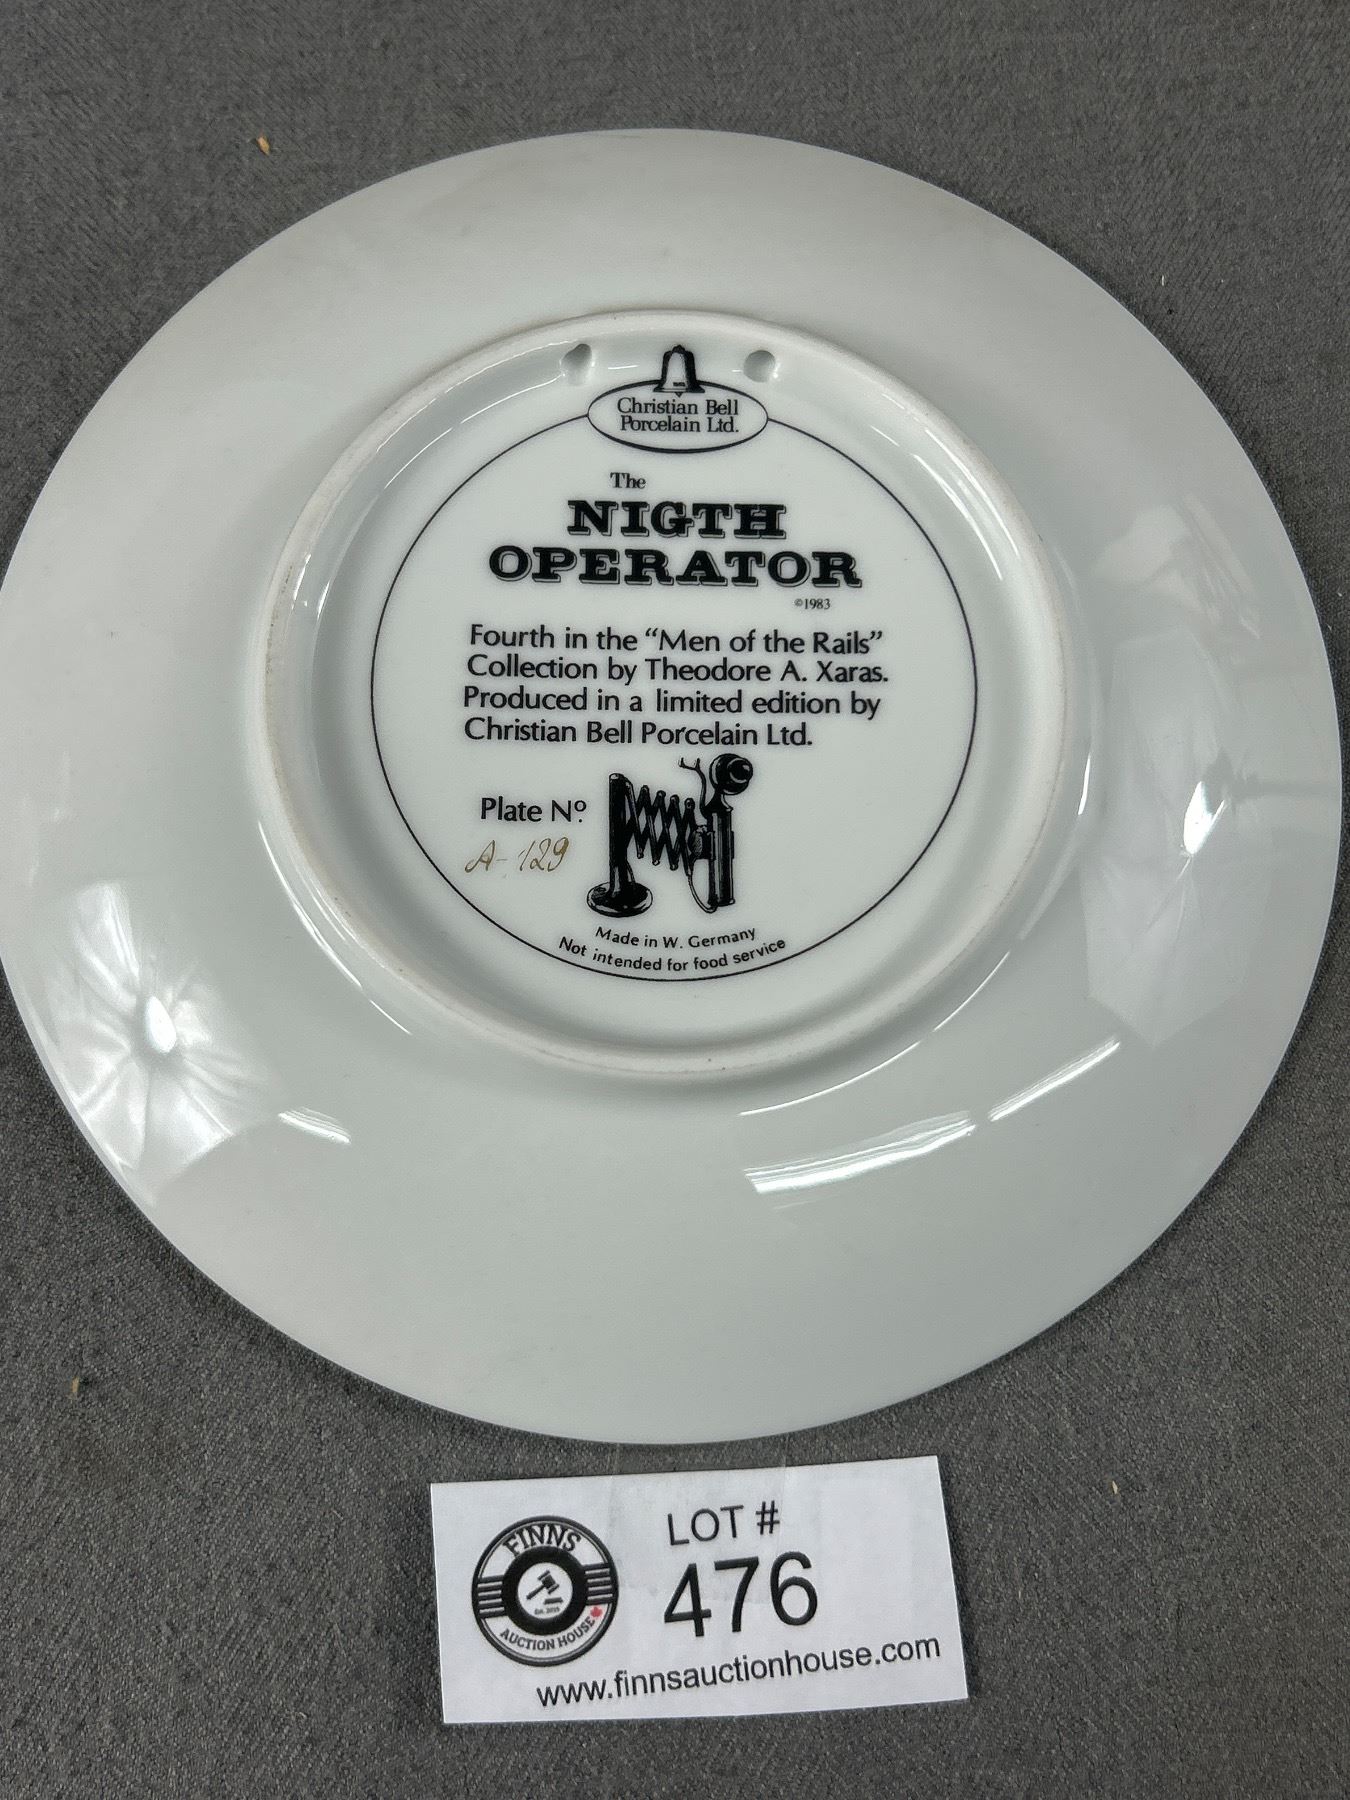 Christian Bell
Porcelain Ltd.
The
NIGTH
OPERATOR
©1983
Fourth in the “Men of the Rails”
Collection by Theodore A. Xaras.
Produced in a limited edition by
Christian Bell Porcelain Ltd.
Plate Nº.
A-129
Made in W. Germany
Not intended for food service
LOT #
476
FINNS
Est. 2015
AUCTION HOUSE
www.finnsauctionhouse.com